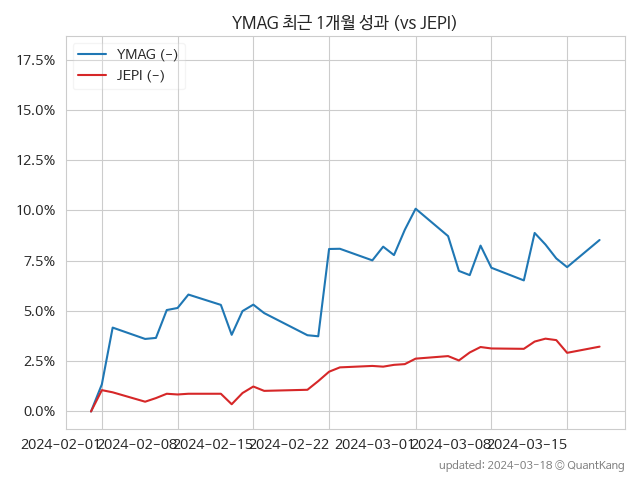 YMAG 최근 1개월 성과 (vs JEPI)
YMAG (-)
JEPI (-)
17.5%
15.0%
12.5%
10.0%
7.5%
5.0%
2.5%
0.0%
2024-02-01 2024-02-08 2024-02-15 2024-02-22 2024-03-01 2024-03-08 2024-03-15
updated: 2024-03-18 © QuantKang